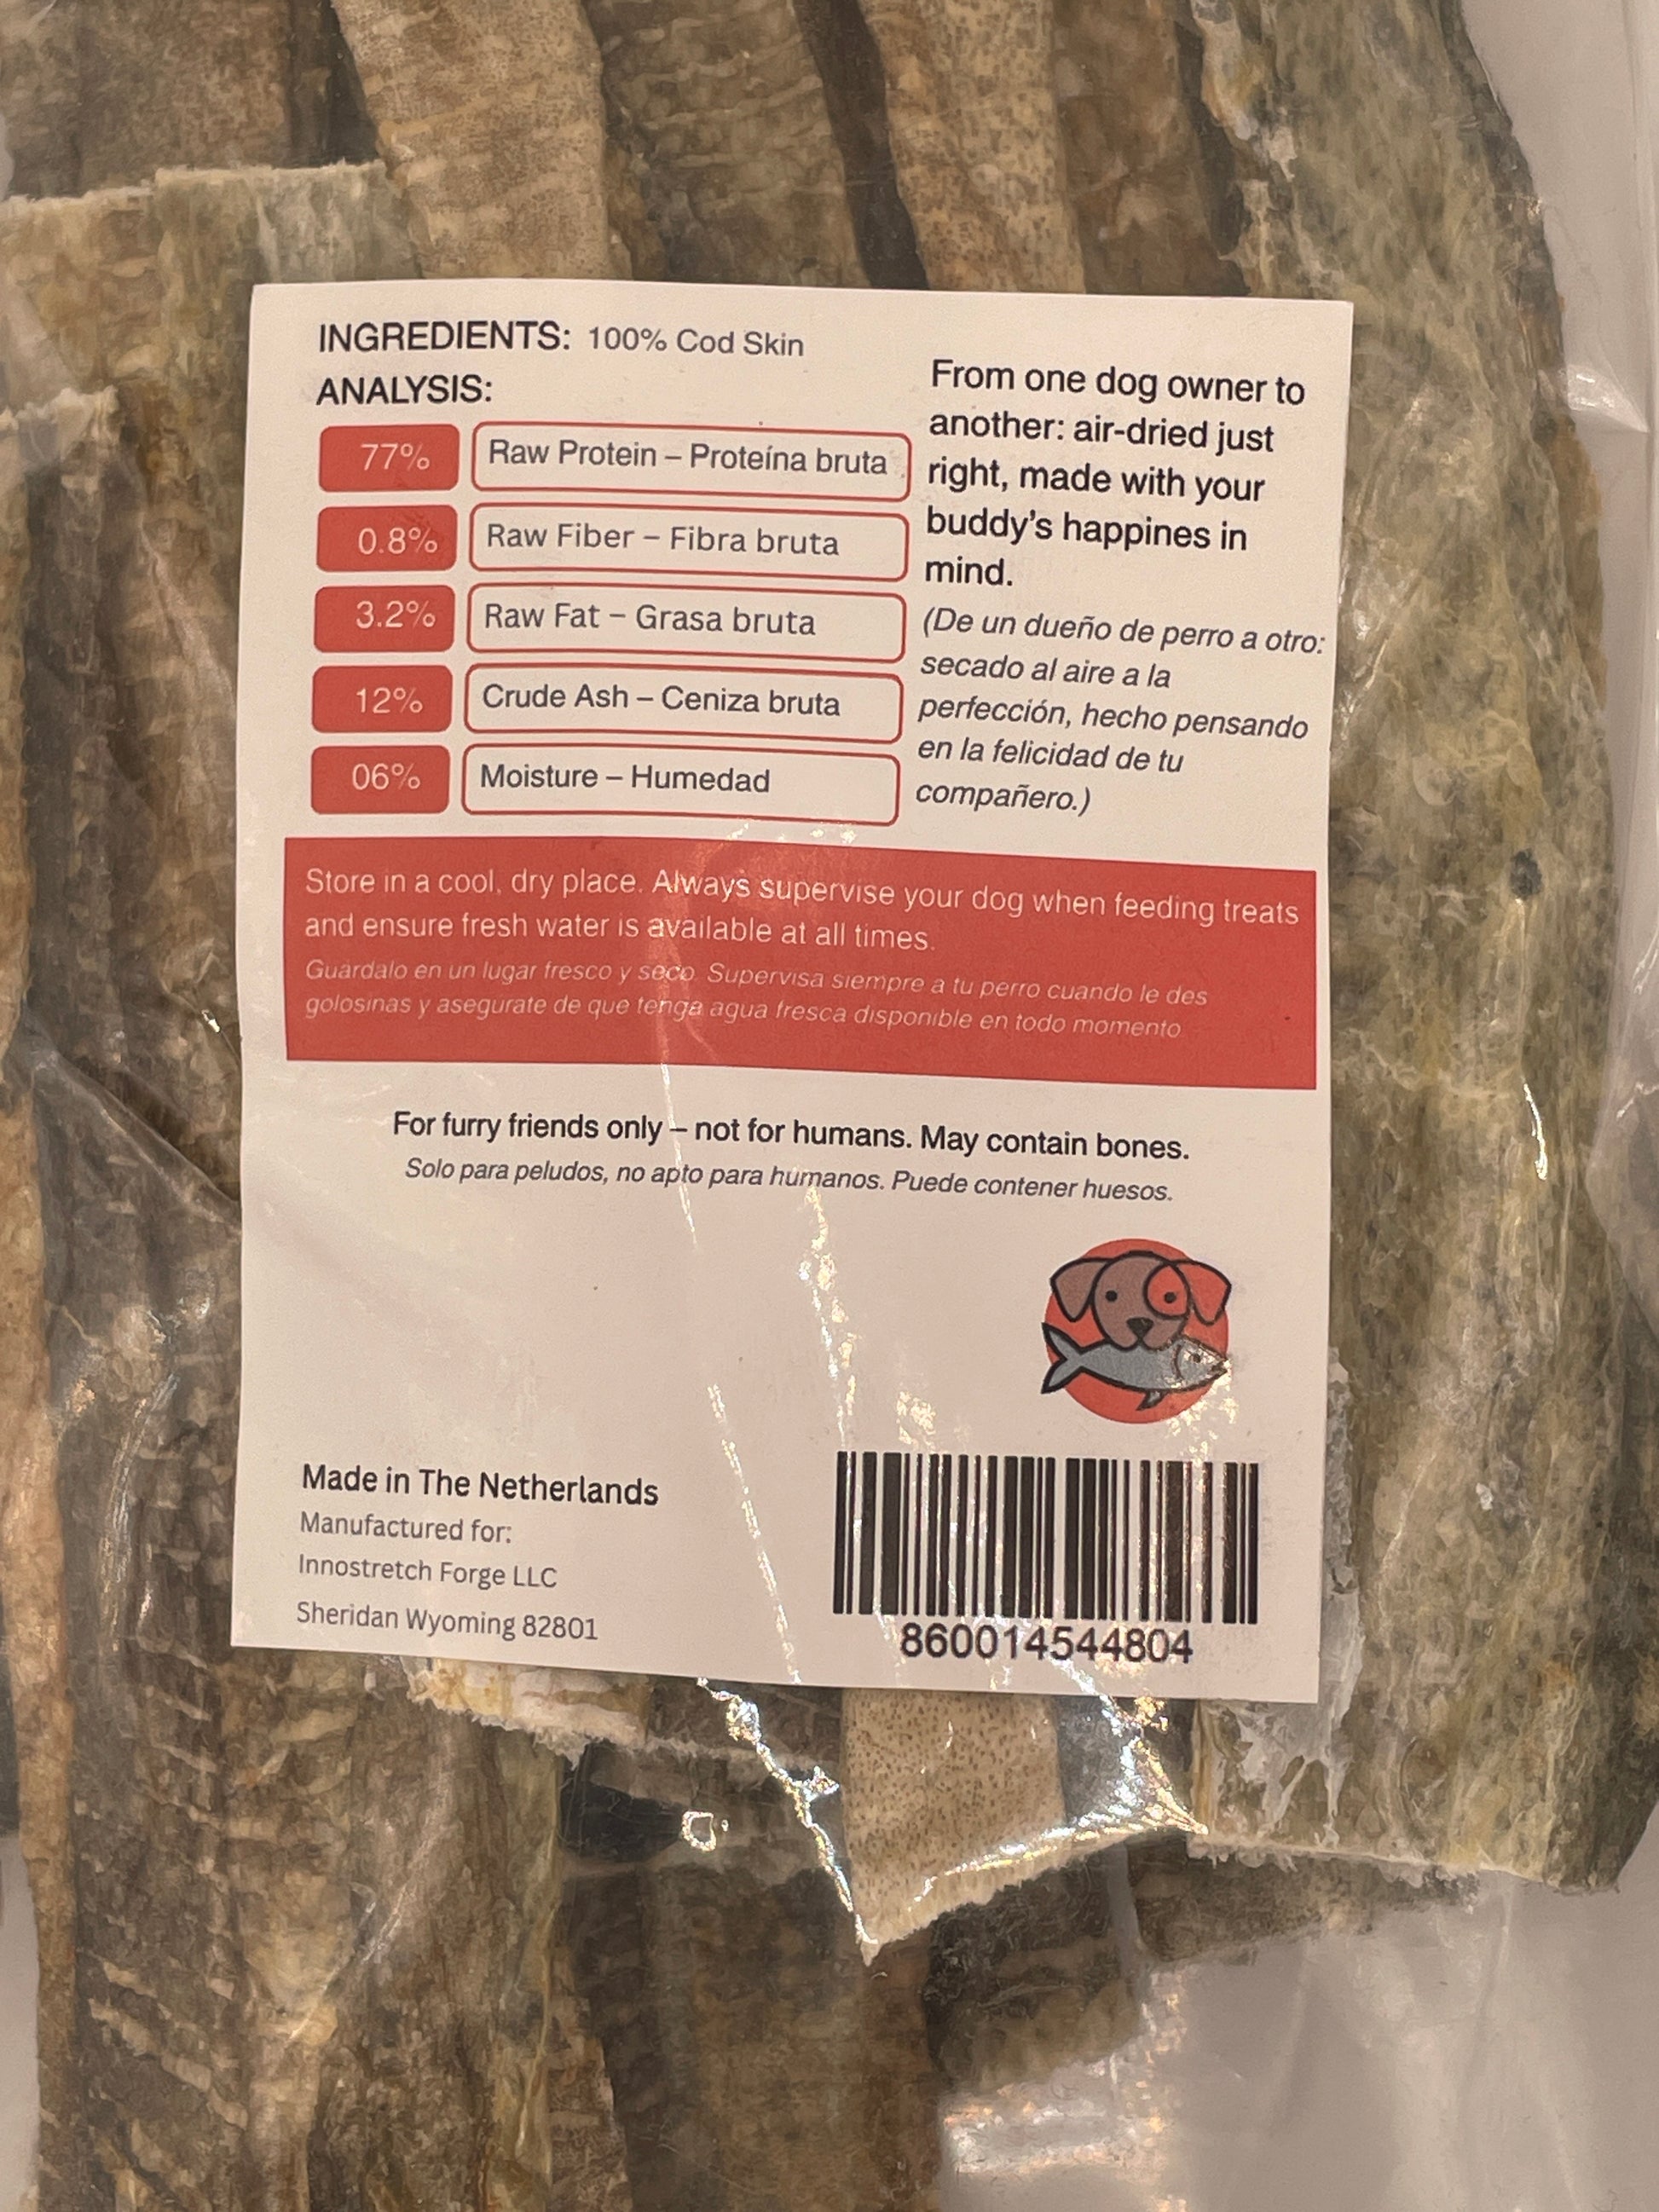 INGREDIENTS: 100% Cod Skin
ANALYSIS:
77% Raw Protein – Proteína bruta
0.8% Raw Fiber – Fibra bruta
3.2% Raw Fat – Grasa bruta
12% Crude Ash – Ceniza bruta
06% Moisture – Humedad
From one dog owner to
another: air-dried just
right, made with your
buddy's happines in
mind.
(De un dueño de perro a otro:
secado al aire a la
perfección, hecho pensando
en la felicidad de tu
compañero.)
Store in a cool, dry place. Always supervise your dog when feeding treats
and ensure fresh water is available at all times.
Guardalo en un lugar fresco y seco. Supervisa siempre a tu perro cuando le des
golosinas y asegurate de que tenga agua fresca disponible en todo momento
For furry friends only – not for humans. May contain bones.
Solo para peludos, no apto para humanos. Puede contener huesos.
Made in The Netherlands
Manufactured for:
Innostretch Forge LLC
Sheridan Wyoming 82801
860014544804